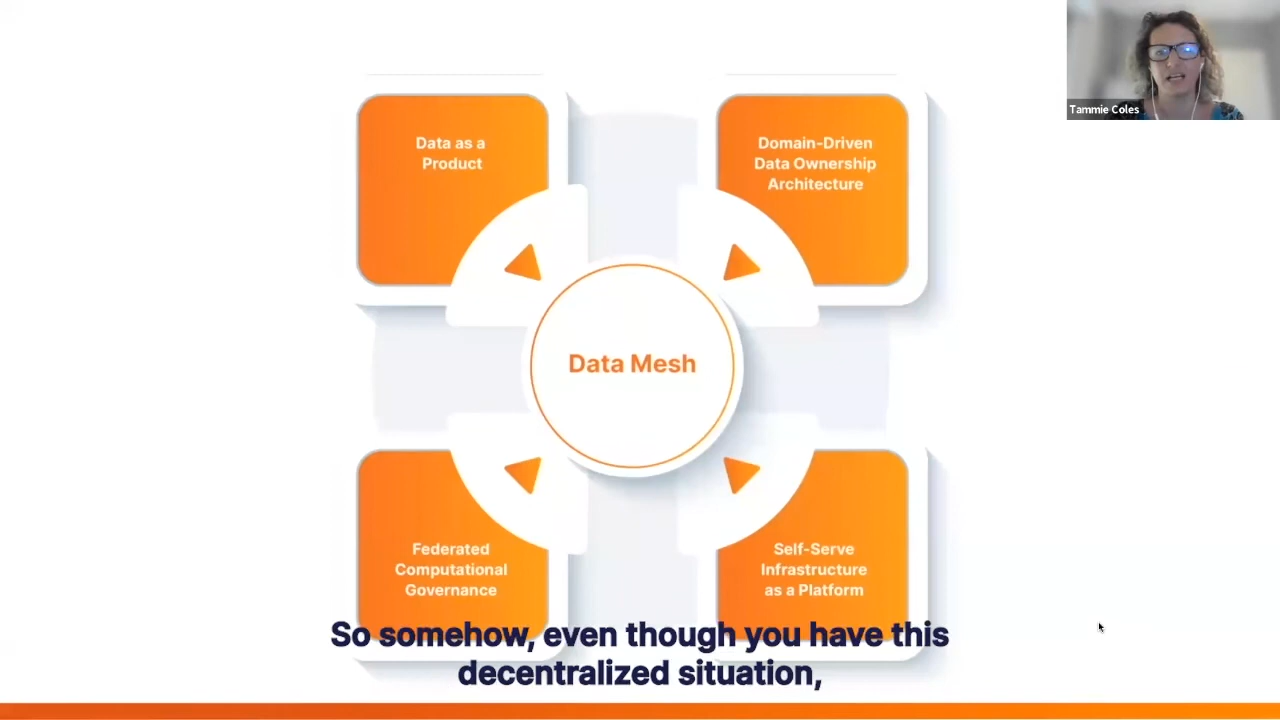 Tammie Coles
Data as a
Product
Domain-Driven
Data Ownership
Architecture
Data Mesh
Federated
Computational
Governance
Self-Serve
Infrastructure
as a Platform
So somehow, even though you have this
decentralized situation,